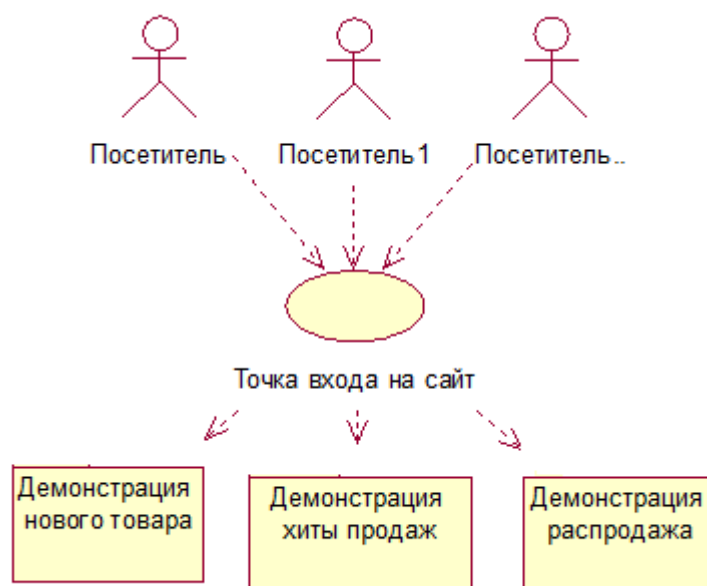 Посетитель
Посетитель1
Посетитель..
Точка входа на сайт
Демонстрация
нового товара
Демонстрация
хиты продаж
Демонстрация
распродажа